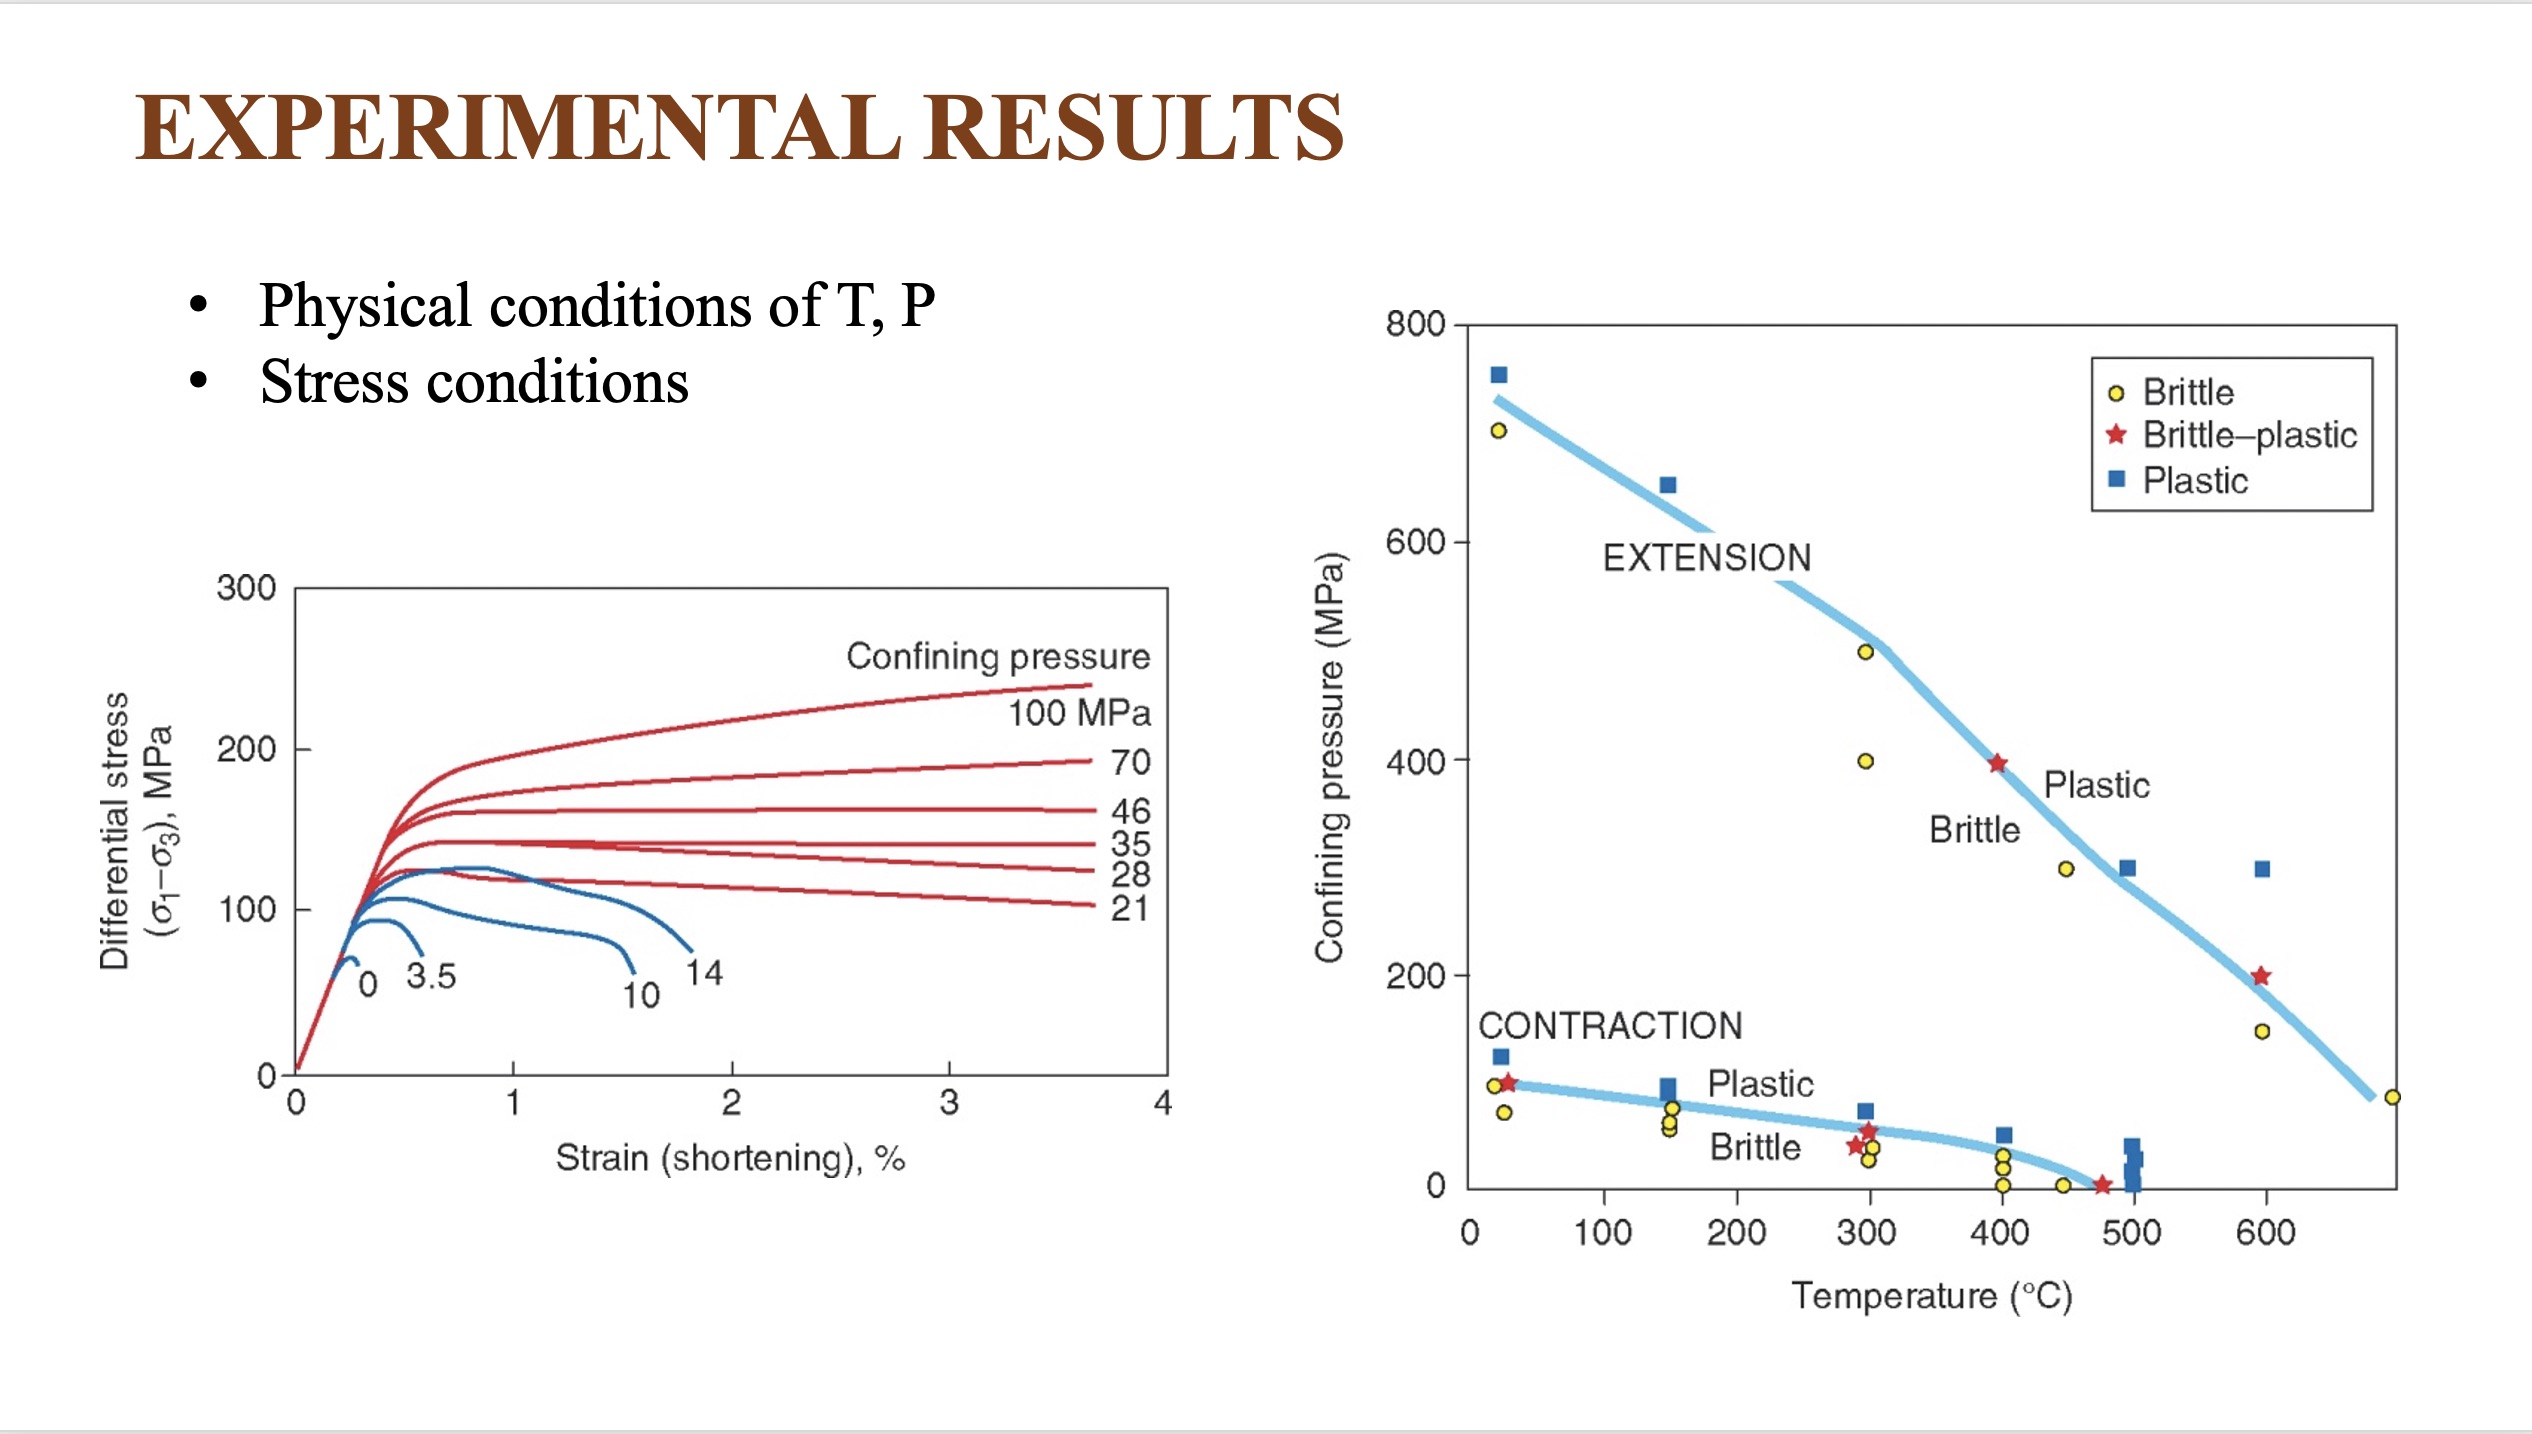 EXPERIMENTAL RESULTS
• Physical conditions of T, P
• Stress conditions
300
200
100
0
0 1 2 3 4
Differential stress
(σ1–σ3), MPa
Strain (shortening), %
Confining pressure
100 MPa
70
46
35
28
21
14
10
3.5
0
800
600
400
200
0
0 100 200 300 400 500 600
Confining pressure (MPa)
Temperature (°C)
Brittle
Brittle–plastic
Plastic
EXTENSION
Plastic
Brittle
CONTRACTION
Plastic
Brittle